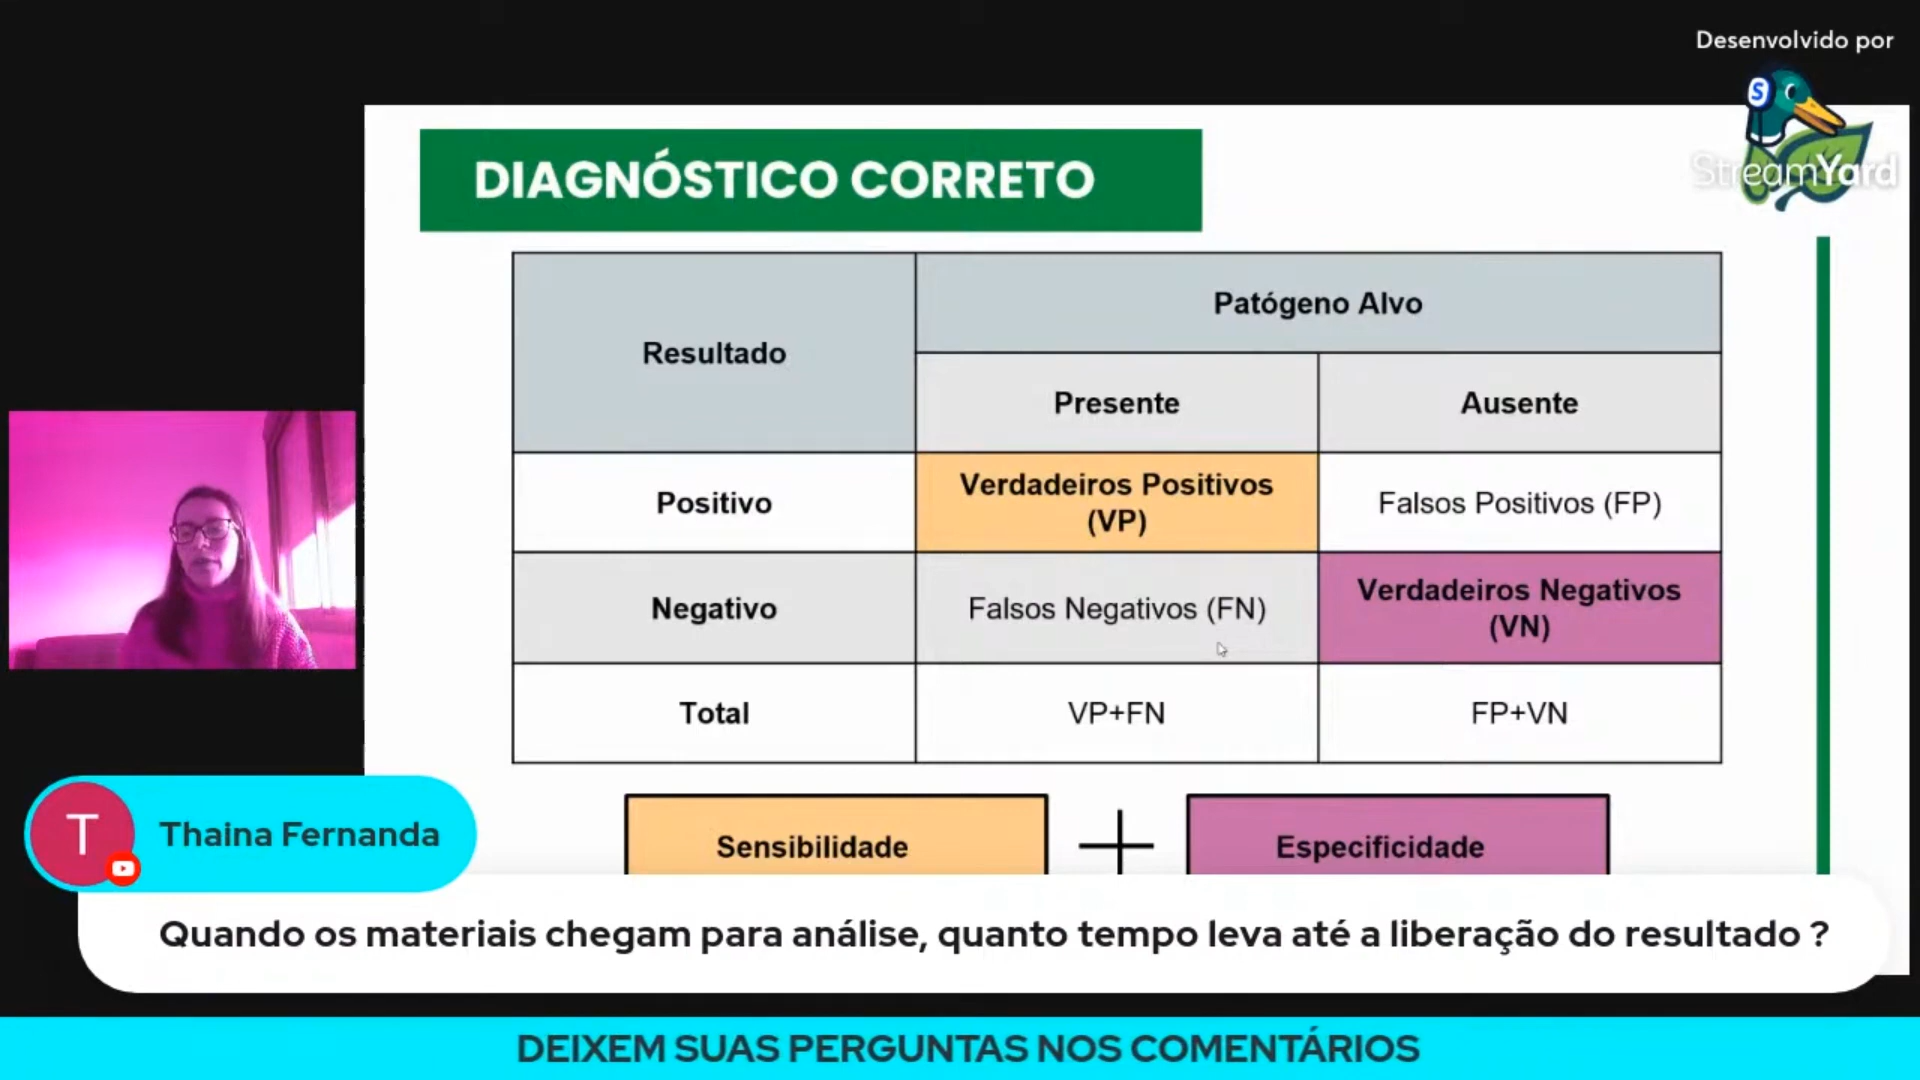 Desenvolvido por
StreamYard
DIAGNÓSTICO CORRETO
Resultado
Patógeno Alvo
Presente
Ausente
Positivo
Verdadeiros Positivos
(VP)
Falsos Positivos (FP)
Negativo
Falsos Negativos (FN)
Verdadeiros Negativos
(VN)
Total
VP+FN
FP+VN
Sensibilidade
Especificidade
T
Thaina Fernanda
Quando os materiais chegam para análise, quanto tempo leva até a liberação do resultado ?
DEIXEM SUAS PERGUNTAS NOS COMENTÁRIOS